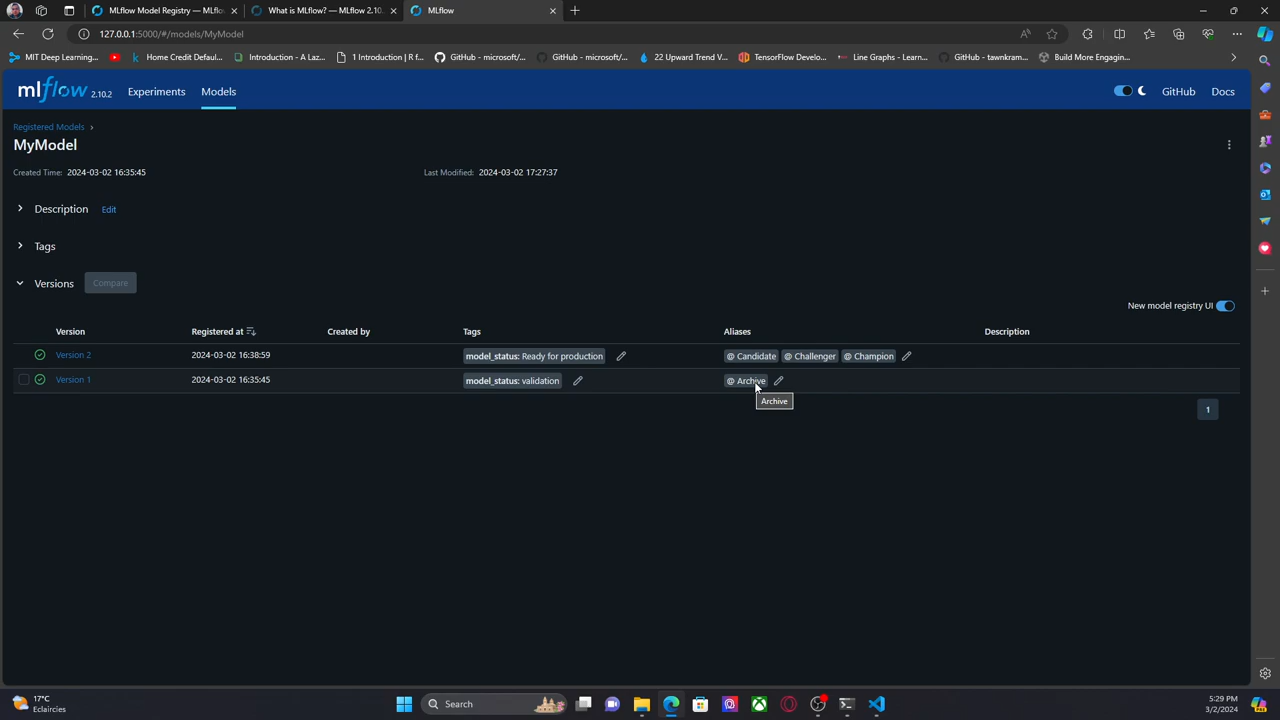 MLflow Model Registry — MLflo
What is MLflow? — MLflow 2.10.
MLflow
127.0.0.1:5000/#/models/MyModel
MIT Deep Learning...
Home Credit Defaul...
Introduction - A Laz...
1 Introduction | R f...
GitHub - microsoft/...
GitHub - microsoft/...
22 Upward Trend V...
TensorFlow Develo...
Line Graphs - Learn...
GitHub - tawnkram...
Build More Engagin...
mlflow 2.10.2
Experiments
Models
GitHub
Docs
Registered Models
MyModel
Created Time: 2024-03-02 16:35:45
Last Modified: 2024-03-02 17:27:37
Description
Edit
Tags
Versions
Compare
New model registry UI
Version Registered at Created by Tags Aliases Description
Version 2 2024-03-02 16:38:59 model_status: Ready for production @ Candidate @ Challenger @ Champion
Version 1 2024-03-02 16:35:45 model_status: validation @ Archive
Archive
1
17°C
Eclaircies
Search
5:29 PM
3/2/2024